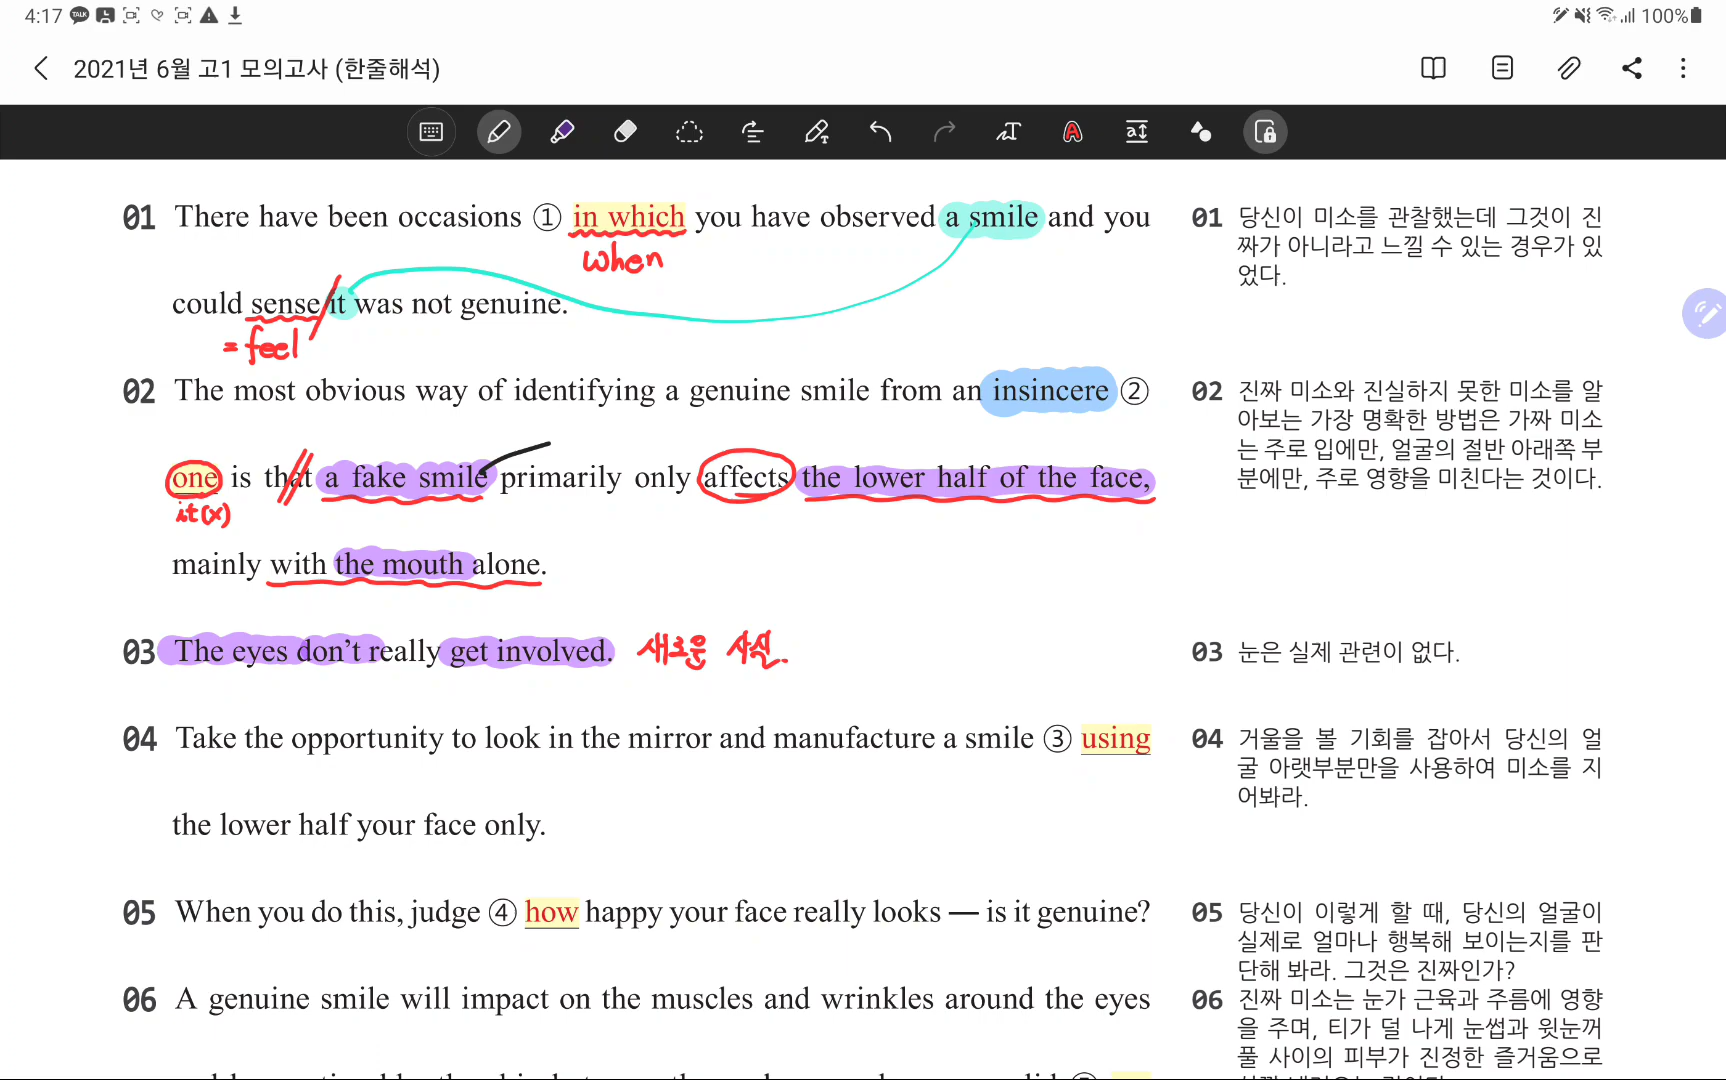 4:17 TALK 100%
2021년 6월 고1 모의고사 (한줄해석)
01 There have been occasions ① in which you have observed a smile and you
when
could sense it was not genuine.
= feel
02 The most obvious way of identifying a genuine smile from an insincere ②
one is that a fake smile primarily only affects the lower half of the face,
it(x)
mainly with the mouth alone.
03 The eyes don't really get involved. 새로운 사실.
04 Take the opportunity to look in the mirror and manufacture a smile ③ using
the lower half your face only.
05 When you do this, judge ④ how happy your face really looks — is it genuine?
06 A genuine smile will impact on the muscles and wrinkles around the eyes
01 당신이 미소를 관찰했는데 그것이 진
짜가 아니라고 느낄 수 있는 경우가 있
었다.
02 진짜 미소와 진실하지 못한 미소를 알
아보는 가장 명확한 방법은 가짜 미소
는 주로 입에만, 얼굴의 절반 아래쪽 부
분에만, 주로 영향을 미친다는 것이다.
03 눈은 실제 관련이 없다.
04 거울을 볼 기회를 잡아서 당신의 얼
굴 아랫부분만을 사용하여 미소를 지
어봐라.
05 당신이 이렇게 할 때, 당신의 얼굴이
실제로 얼마나 행복해 보이는지를 판
단해 봐라. 그것은 진짜인가?
06 진짜 미소는 눈가 근육과 주름에 영향
을 주며, 티가 덜 나게 눈썹과 윗눈꺼
풀 사이의 피부가 진정한 즐거움으로